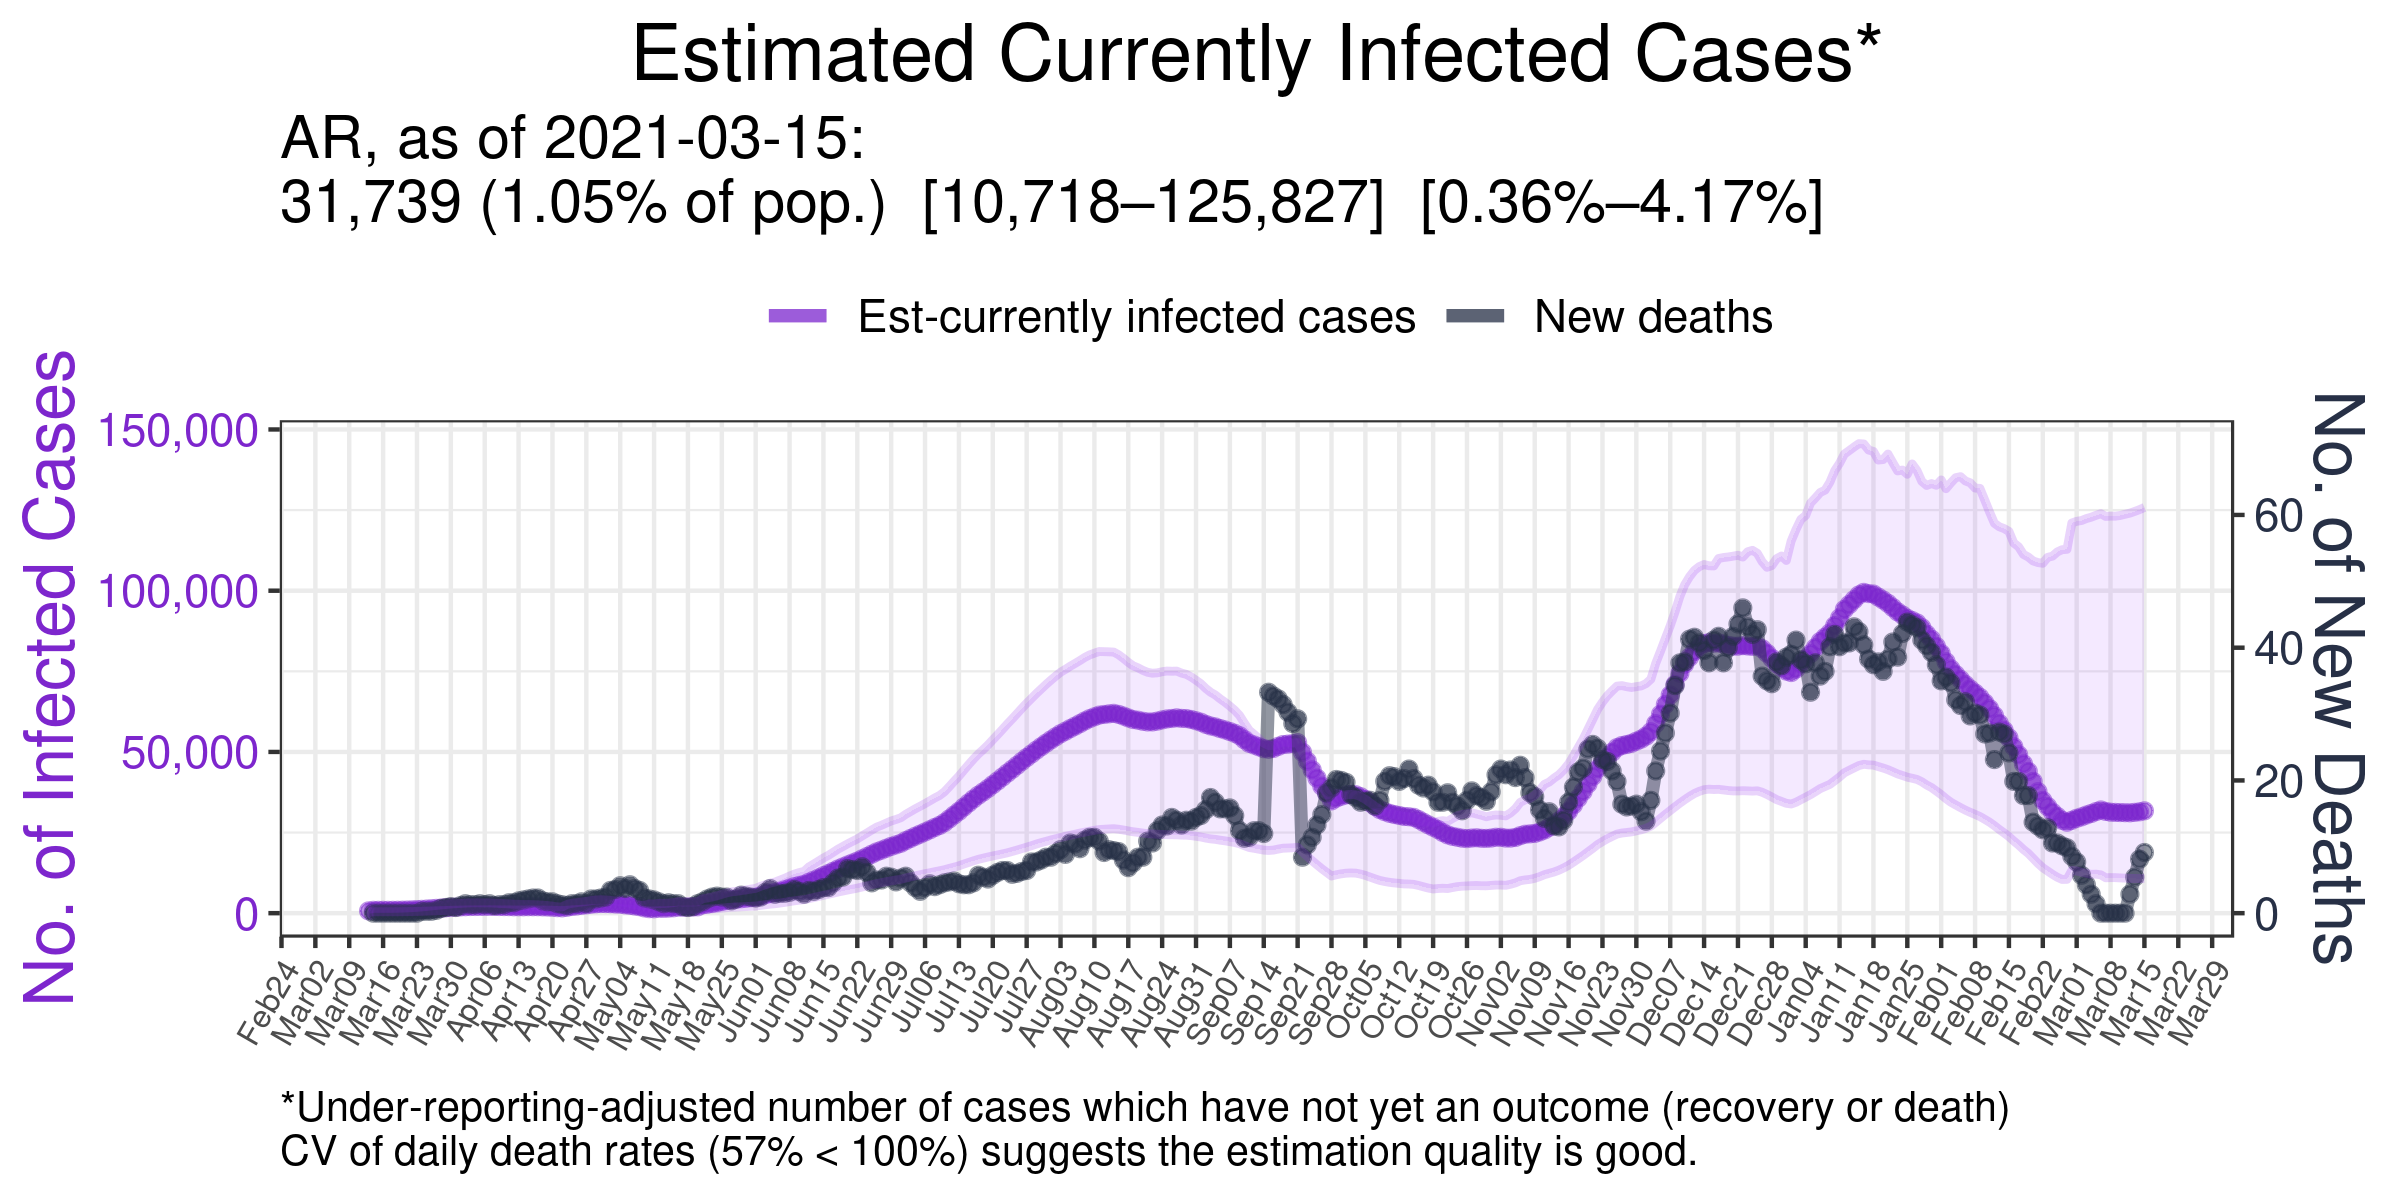 Estimated Currently Infected Cases*
AR, as of 2021-03-15:
31,739 (1.05% of pop.)  [10,718–125,827]  [0.36%–4.17%]
Est-currently infected cases
New deaths
No. of Infected Cases
150,000
100,000
50,000
0
60
40
20
0
No. of New Deaths
Feb24
Mar02
Mar09
Mar16
Mar23
Mar30
Apr06
Apr13
Apr20
Apr27
May04
May11
May18
May25
Jun01
Jun08
Jun15
Jun22
Jun29
Jul06
Jul13
Jul20
Jul27
Aug03
Aug10
Aug17
Aug24
Aug31
Sep07
Sep14
Sep21
Sep28
Oct05
Oct12
Oct19
Oct26
Nov02
Nov09
Nov16
Nov23
Nov30
Dec07
Dec14
Dec21
Dec28
Jan04
Jan11
Jan18
Jan25
Feb01
Feb08
Feb15
Feb22
Mar01
Mar08
Mar15
Mar22
Mar29
*Under-reporting-adjusted number of cases which have not yet an outcome (recovery or death)
CV of daily death rates (57% < 100%) suggests the estimation quality is good.